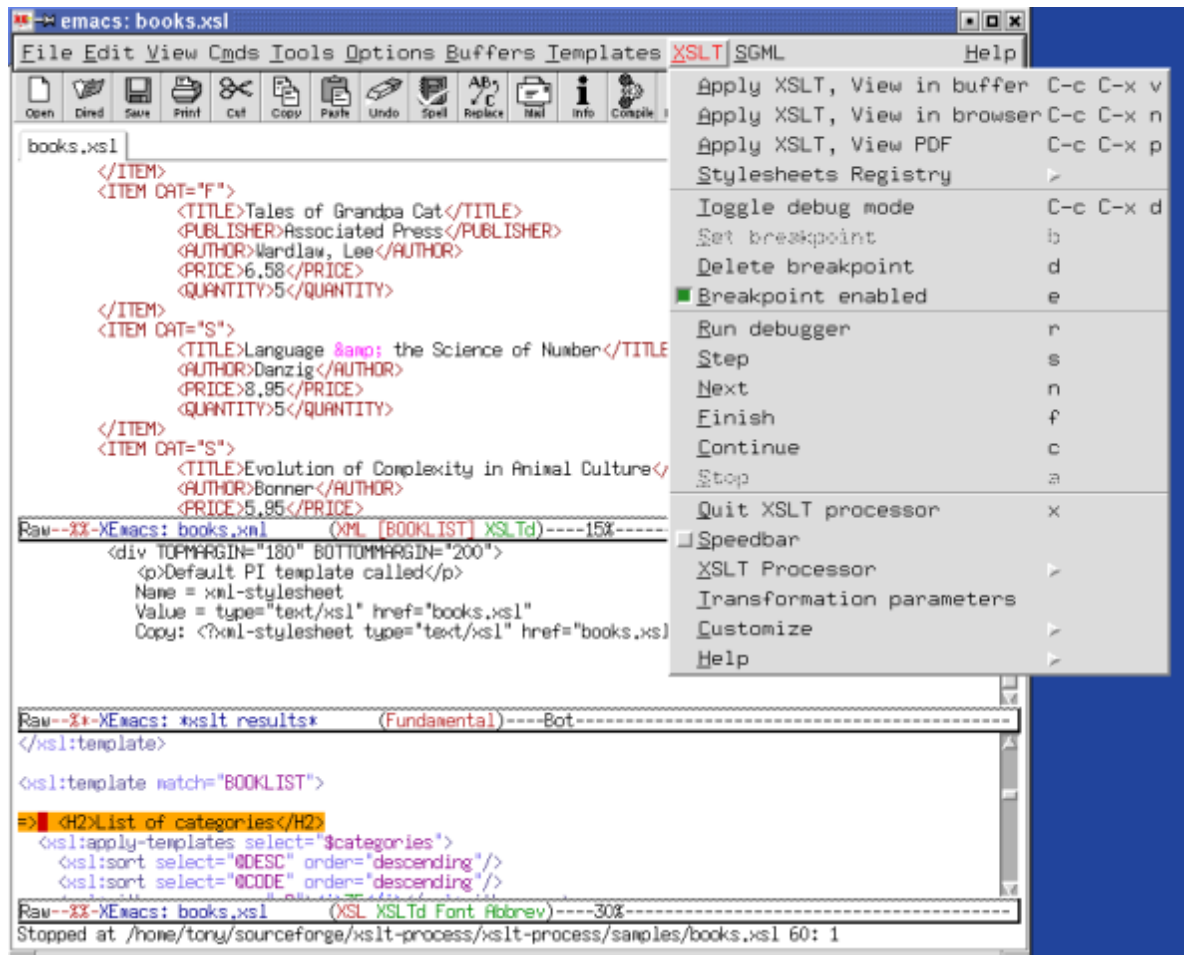 emacs: books.xsl
File Edit View Cmds Tools Options Buffers Templates XSLT SGML Help
Open Dired Save Print Cut Copy Paste Undo Spell Replace Mail Info Compile
books.xsl
</ITEM>
<ITEM CAT="F">
<TITLE>Tales of Grandpa Cat</TITLE>
<PUBLISHER>Associated Press</PUBLISHER>
<AUTHOR>Wardlaw, Lee</AUTHOR>
<PRICE>6.58</PRICE>
<QUANTITY>5</QUANTITY>
</ITEM>
<ITEM CAT="S">
<TITLE>Language &amp; the Science of Number</TITLE
<AUTHOR>Danzig</AUTHOR>
<PRICE>8.95</PRICE>
<QUANTITY>5</QUANTITY>
</ITEM>
<ITEM CAT="S">
<TITLE>Evolution of Complexity in Animal Culture</
<AUTHOR>Bonner</AUTHOR>
<PRICE>5.95</PRICE>
Raw--%%-XEmacs: books.xml (XML [BOOKLIST] XSLTd)----15%------
<div TOPMARGIN="180" BOTTOMMARGIN="200">
<p>Default PI template called</p>
Name = xml-stylesheet
Value = type="text/xsl" href="books.xsl"
Copy: <?xml-stylesheet type="text/xsl" href="books.xsl
Raw--%*-XEmacs: *xslt results* (Fundamental)----Bot------------------------------------------
</xsl:template>
<xsl:template match="BOOKLIST">
=> <H2>List of categories</H2>
<xsl:apply-templates select="$categories">
<xsl:sort select="@DESC" order="descending"/>
<xsl:sort select="@CODE" order="descending"/>
Raw--%%-XEmacs: books.xsl (XSL XSLTd Font Abbrev)----30%--------------------------------------
Stopped at /home/tony/sourceforge/xslt-process/xslt-process/samples/books.xsl 60: 1
Apply XSLT, View in buffer C-c C-x v
Apply XSLT, View in browser C-c C-x n
Apply XSLT, View PDF C-c C-x p
Stylesheets Registry
Toggle debug mode C-c C-x d
Set breakpoint b
Delete breakpoint d
Breakpoint enabled e
Run debugger r
Step s
Next n
Finish f
Continue c
Stop a
Quit XSLT processor x
Speedbar
XSLT Processor
Transformation parameters
Customize
Help